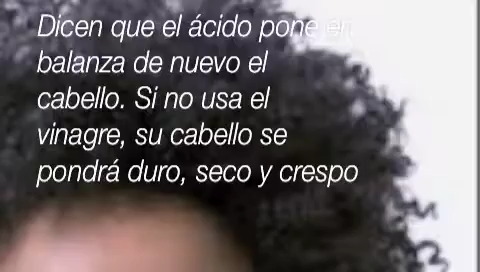 Dicen que el ácido pone en
balanza de nuevo el
cabello. Si no usa el
vinagre, su cabello se
pondrá duro, seco y crespo